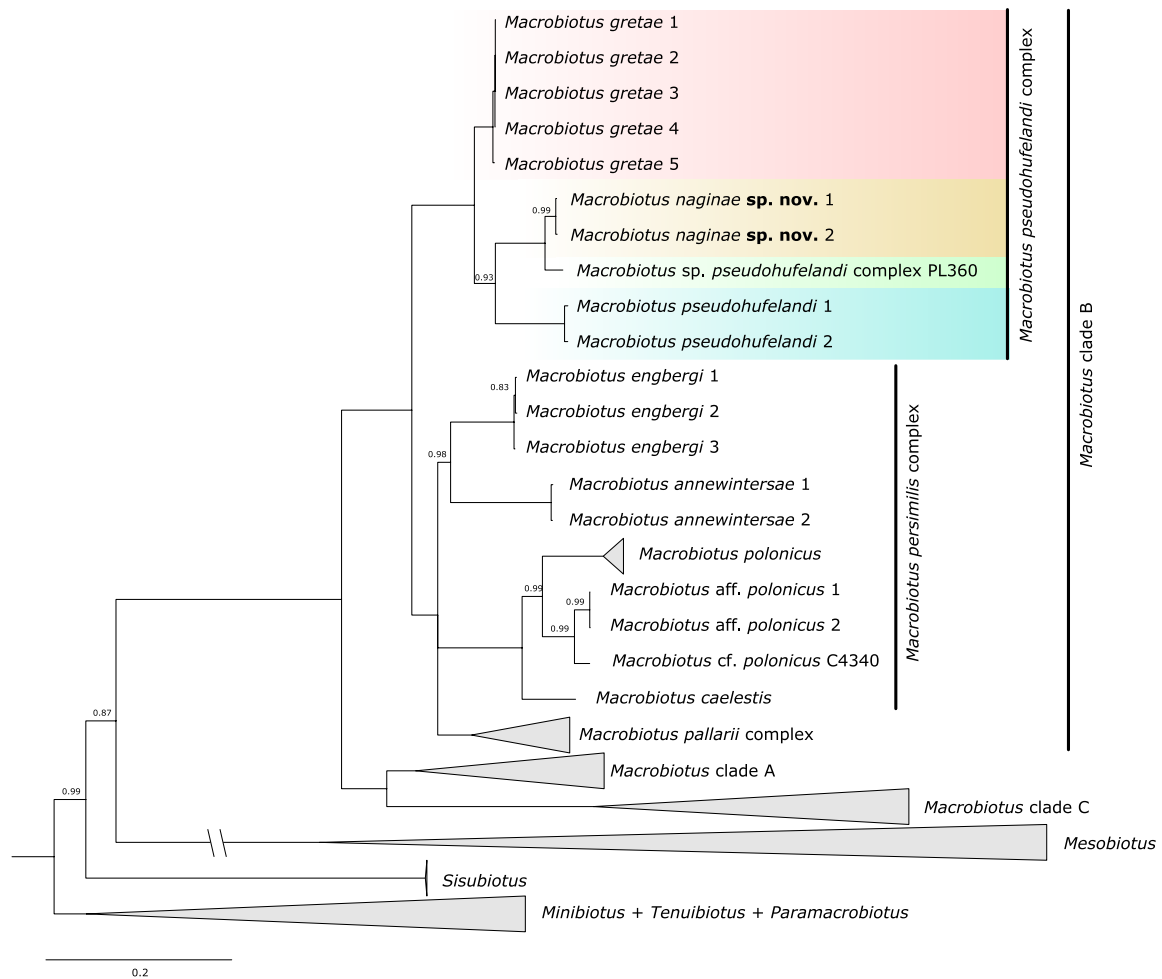 Macrobiotus gretae 1
Macrobiotus gretae 2
Macrobiotus gretae 3
Macrobiotus gretae 4
Macrobiotus gretae 5
Macrobiotus naginae sp. nov. 1
0.99
Macrobiotus naginae sp. nov. 2
Macrobiotus sp. pseudohufelandi complex PL360
0.93
Macrobiotus pseudohufelandi 1
Macrobiotus pseudohufelandi 2
Macrobiotus pseudohufelandi complex
Macrobiotus clade B
Macrobiotus engbergi 1
0.83
Macrobiotus engbergi 2
Macrobiotus engbergi 3
0.98
Macrobiotus annewintersae 1
Macrobiotus annewintersae 2
Macrobiotus persimilis complex
Macrobiotus polonicus
0.99
Macrobiotus aff. polonicus 1
0.99
Macrobiotus aff. polonicus 2
0.99
Macrobiotus cf. polonicus C4340
Macrobiotus caelestis
Macrobiotus pallarii complex
0.87
Macrobiotus clade A
0.99
Macrobiotus clade C
Mesobiotus
Sisubiotus
Minibiotus + Tenuibiotus + Paramacrobiotus
0.2